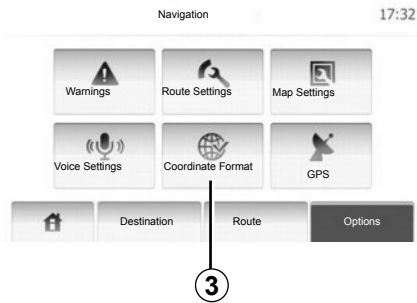 Navigation 17:32
Warnings Route Settings Map Settings
Voice Settings Coordinate Format GPS
Destination Route Options
3